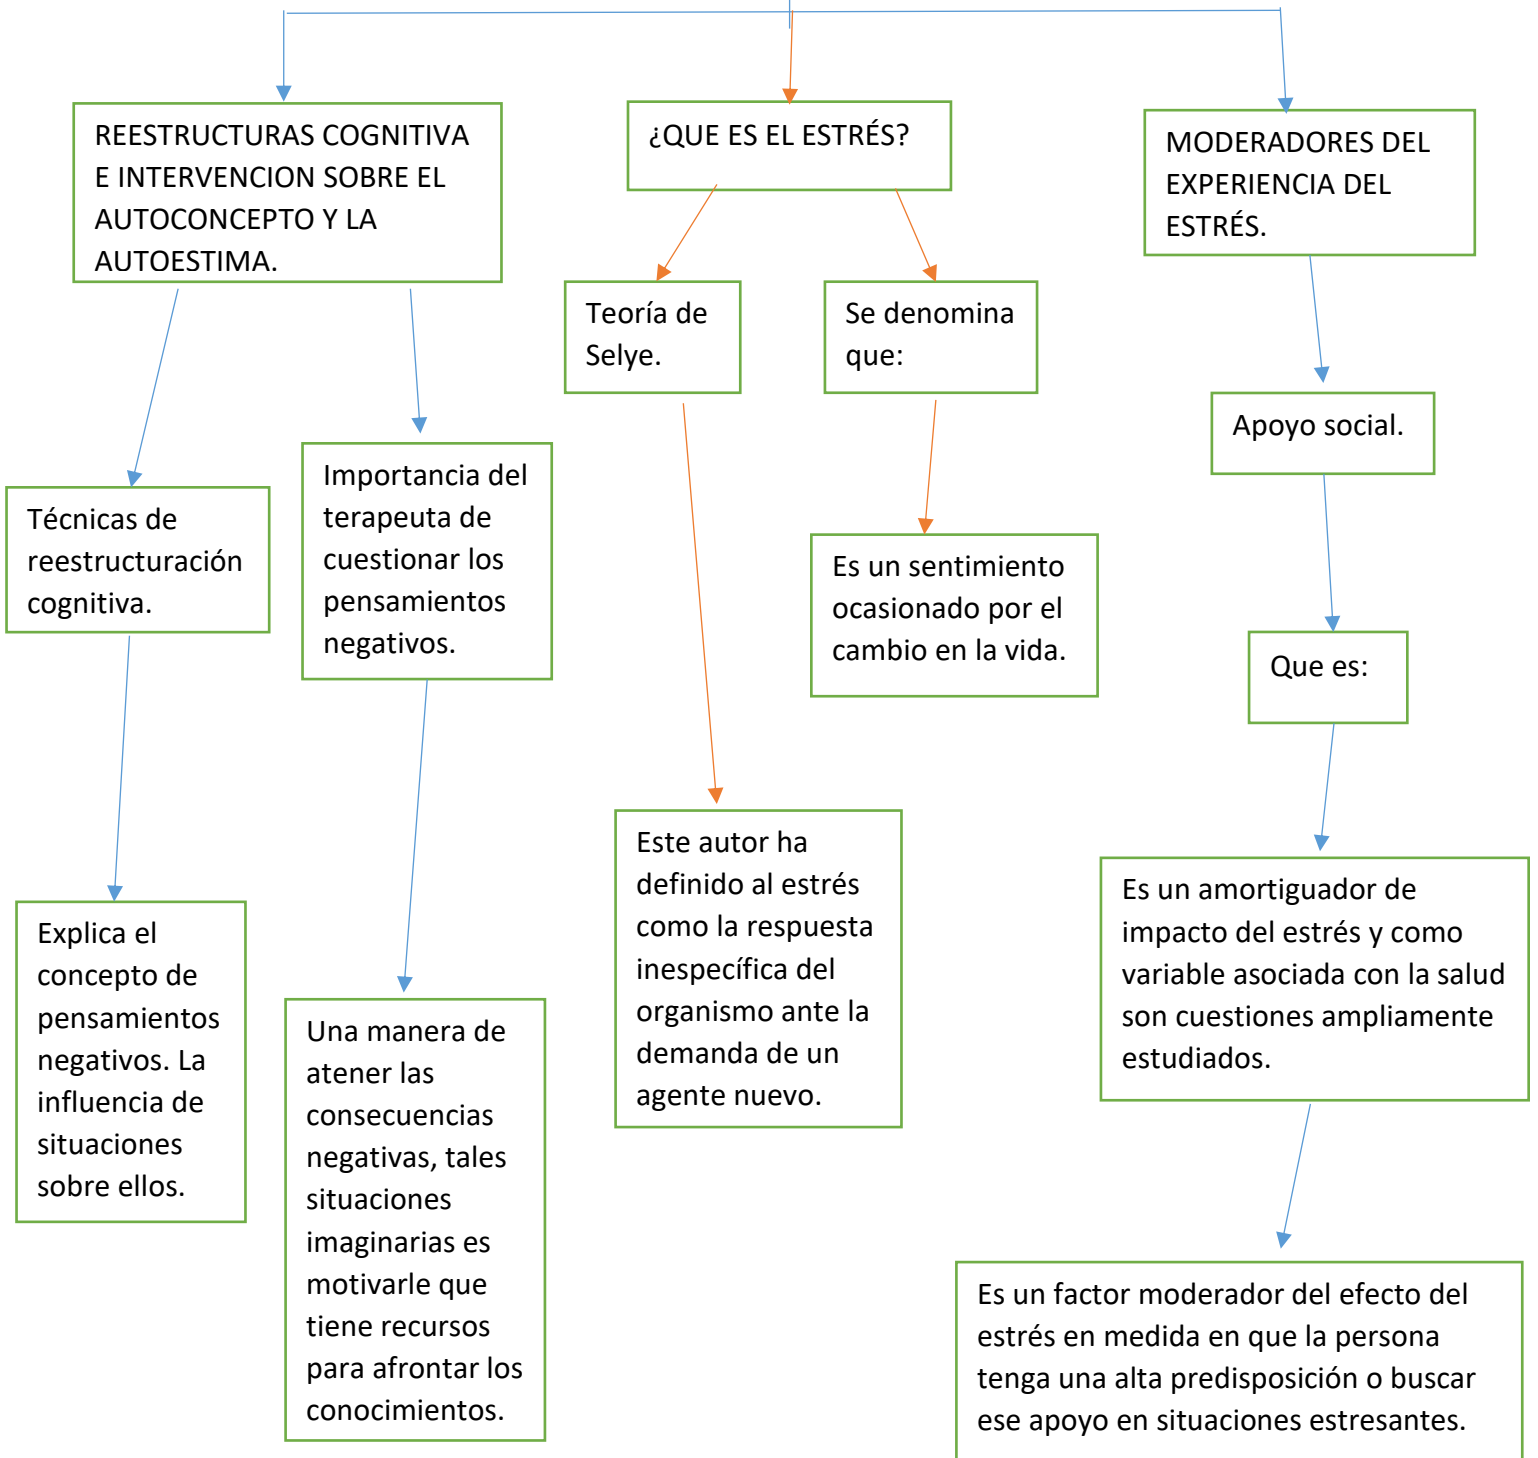 REESTRUCTURAS COGNITIVA
E INTERVENCION SOBRE EL
AUTOCONCEPTO Y LA
AUTOESTIMA.
¿QUE ES EL ESTRÉS?
MODERADORES DEL
EXPERIENCIA DEL
ESTRÉS.
Teoría de
Selye.
Se denomina
que:
Apoyo social.
Técnicas de
reestructuración
cognitiva.
Importancia del
terapeuta de
cuestionar los
pensamientos
negativos.
Es un sentimiento
ocasionado por el
cambio en la vida.
Que es:
Explica el
concepto de
pensamientos
negativos. La
influencia de
situaciones
sobre ellos.
Una manera de
atener las
consecuencias
negativas, tales
situaciones
imaginarias es
motivarle que
tiene recursos
para afrontar los
conocimientos.
Este autor ha
definido al estrés
como la respuesta
inespecífica del
organismo ante la
demanda de un
agente nuevo.
Es un amortiguador de
impacto del estrés y como
variable asociada con la salud
son cuestiones ampliamente
estudiados.
Es un factor moderador del efecto del
estrés en medida en que la persona
tenga una alta predisposición o buscar
ese apoyo en situaciones estresantes.